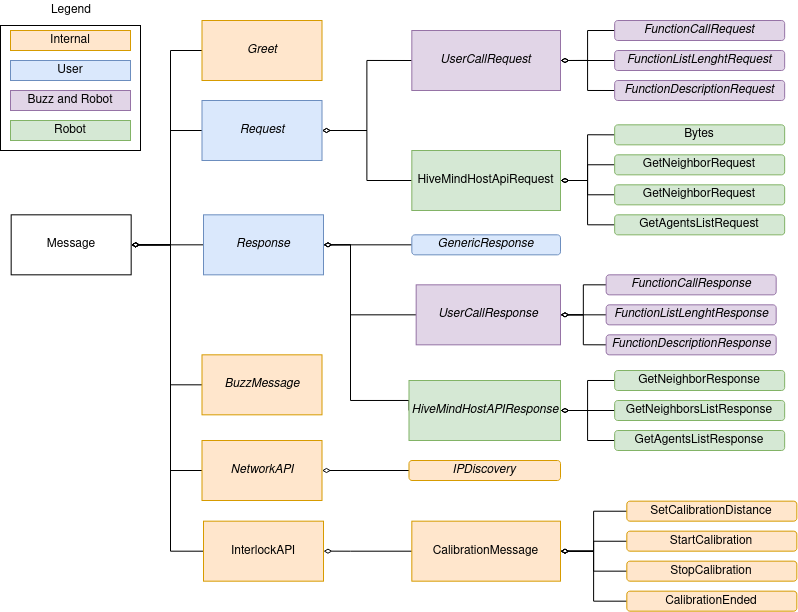 Legend
Internal
User
Buzz and Robot
Robot
Message
Greet
Request
Response
BuzzMessage
NetworkAPI
InterlockAPI
UserCallRequest
HiveMindHostApiRequest
GenericResponse
UserCallResponse
HiveMindHostAPIResponse
IPDiscovery
CalibrationMessage
FunctionCallRequest
FunctionListLenghtRequest
FunctionDescriptionRequest
Bytes
GetNeighborRequest
GetNeighborRequest
GetAgentsListRequest
FunctionCallResponse
FunctionListLenghtResponse
FunctionDescriptionResponse
GetNeighborResponse
GetNeighborsListResponse
GetAgentsListResponse
SetCalibrationDistance
StartCalibration
StopCalibration
CalibrationEnded